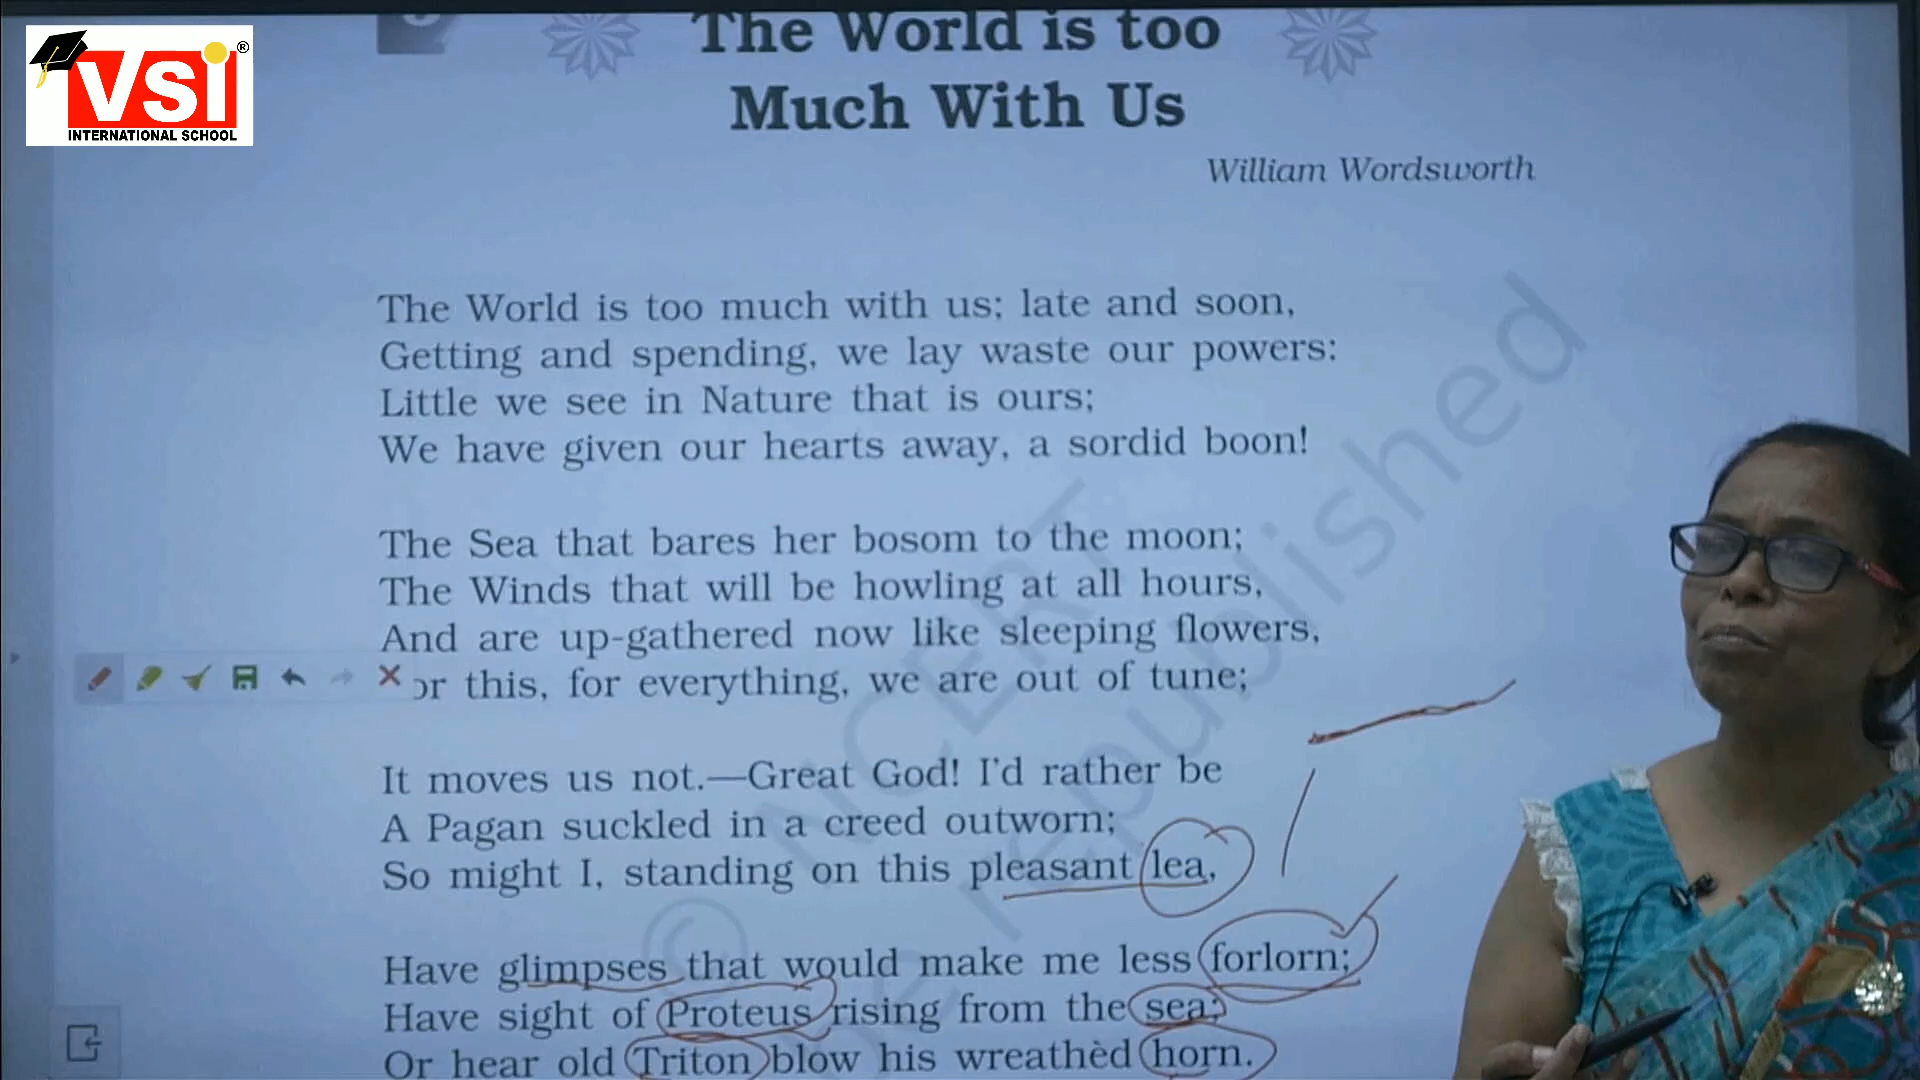 VSI®
INTERNATIONAL SCHOOL
The World is too
Much With Us
William Wordsworth
The World is too much with us; late and soon,
Getting and spending, we lay waste our powers:
Little we see in Nature that is ours;
We have given our hearts away, a sordid boon!
The Sea that bares her bosom to the moon;
The Winds that will be howling at all hours,
And are up-gathered now like sleeping flowers,
or this, for everything, we are out of tune;
It moves us not.—Great God! I'd rather be
A Pagan suckled in a creed outworn;
So might I, standing on this pleasant lea,
Have glimpses that would make me less forlorn;
Have sight of Proteus rising from the sea;
Or hear old Triton blow his wreathèd horn.
© NCERT
be republished